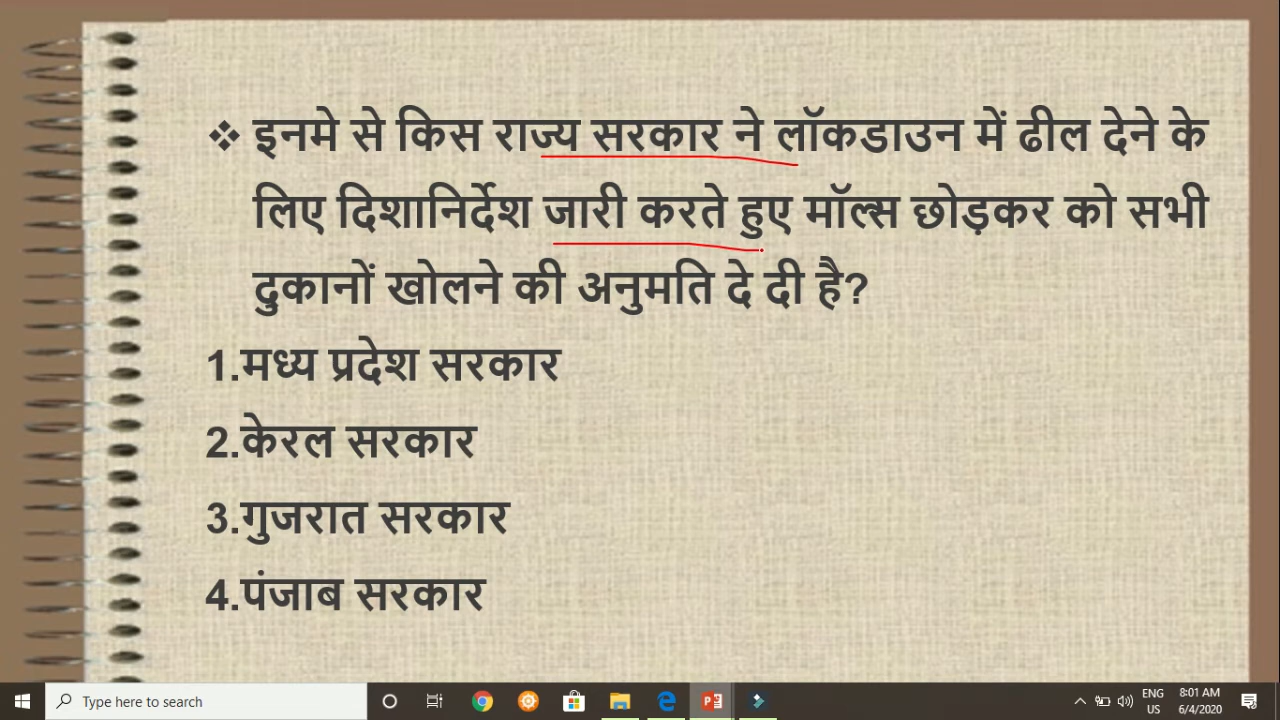 ❖ इनमे से किस राज्य सरकार ने लॉकडाउन में ढील देने के
लिए दिशानिर्देश जारी करते हुए मॉल्स छोड़कर को सभी
दुकानों खोलने की अनुमति दे दी है?
1.मध्य प्रदेश सरकार
2.केरल सरकार
3.गुजरात सरकार
4.पंजाब सरकार
Type here to search
ENG
US
8:01 AM
6/4/2020